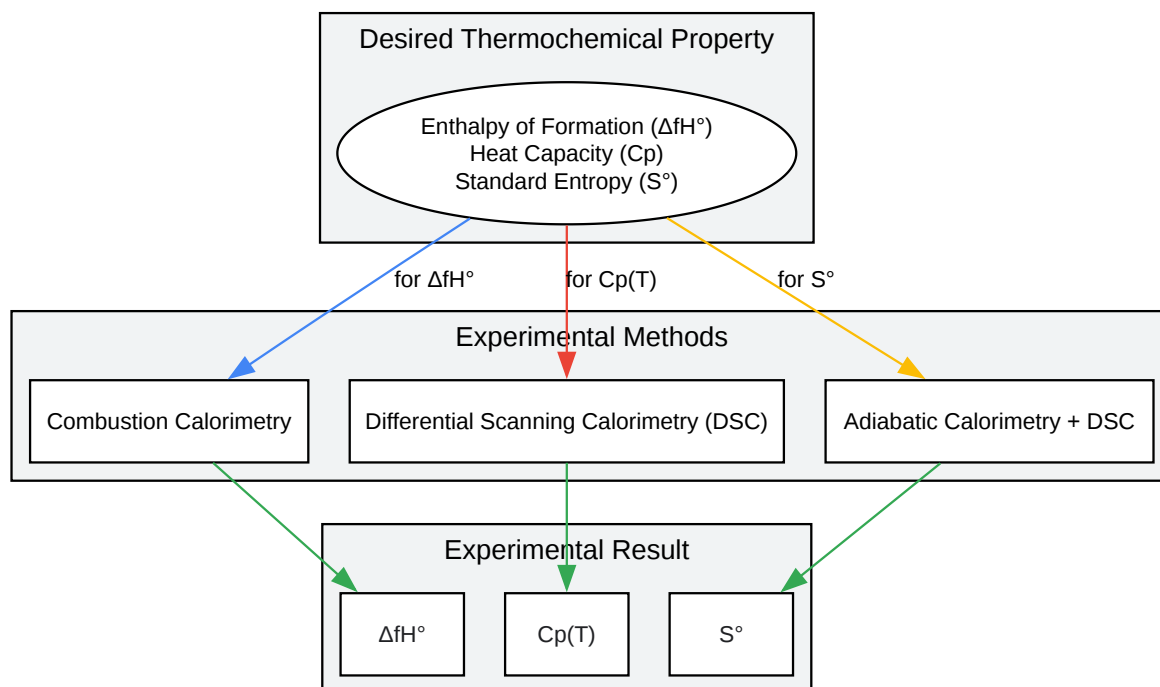 Desired Thermochemical Property
Enthalpy of Formation (ΔfH°)
Heat Capacity (Cp)
Standard Entropy (S°)
for ΔfH°
for Cp(T)
for S°
Experimental Methods
Combustion Calorimetry
Differential Scanning Calorimetry (DSC)
Adiabatic Calorimetry + DSC
Experimental Result
ΔfH°
Cp(T)
S°